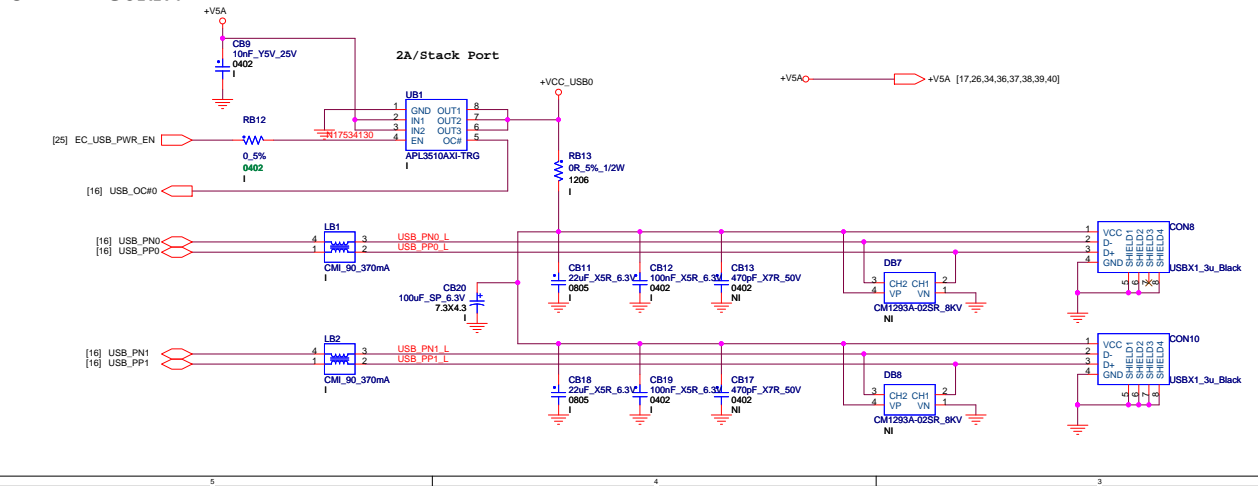 +V5A
CB9
10nF_Y5V_25V
0402
I
2A/Stack Port
+VCC_USB0
+V5A
+V5A [17,26,34,36,37,38,39,40]
UB1
1 GND OUT1 8
2 IN1 OUT2 7
3 IN2 OUT3 6
4 EN OC# 5
APL3510AXI-TRG
I
N17534130
RB12
[25] EC_USB_PWR_EN
0_5%
0402
I
[16] USB_OC#0
RB13
0R_5%_1/2W
1206
I
LB1
[16] USB_PN0
[16] USB_PP0
4 3
1 2
USB_PN0_L
USB_PP0_L
CMI_90_370mA
I
CB20
100uF_SP_6.3V
7.3X4.3
I
CB11
22uF_X5R_6.3V
0805
I
CB12
100nF_X5R_6.3V
0402
I
CB13
470pF_X7R_50V
0402
NI
DB7
3 CH2 CH1 2
4 VP VN 1
CM1293A-02SR_8KV
NI
CON8
1 VCC
2 D-
3 D+
4 GND
SHIELD1
SHIELD2
SHIELD3
SHIELD4
5 6 7 8
USBX1_3u_Black
LB2
[16] USB_PN1
[16] USB_PP1
4 3
1 2
USB_PN1_L
USB_PP1_L
CMI_90_370mA
I
CB18
22uF_X5R_6.3V
0805
I
CB19
100nF_X5R_6.3V
0402
I
CB17
470pF_X7R_50V
0402
NI
DB8
3 CH2 CH1 2
4 VP VN 1
CM1293A-02SR_8KV
NI
CON10
1 VCC
2 D-
3 D+
4 GND
SHIELD1
SHIELD2
SHIELD3
SHIELD4
5 6 7 8
USBX1_3u_Black
5 4 3